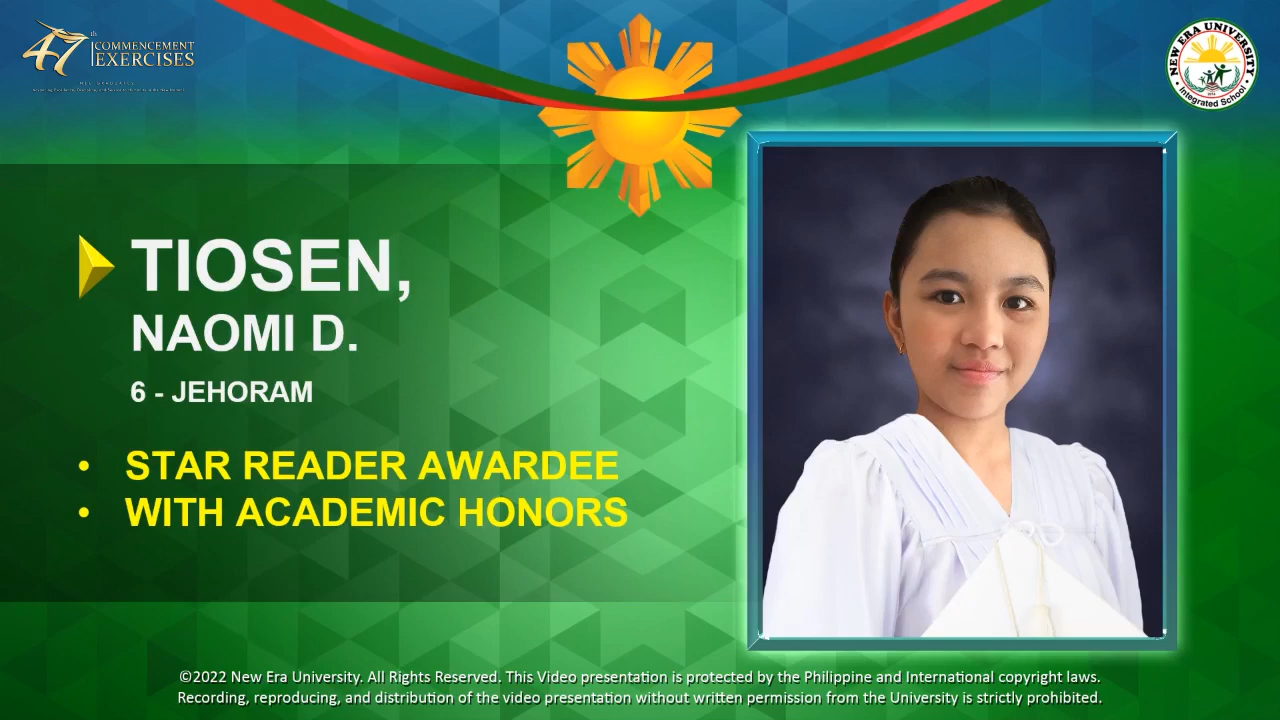 47th COMMENCEMENT
EXERCISES
NEW ERA UNIVERSITY
Integrated School
TIOSEN,
NAOMI D.
6 - JEHORAM
• STAR READER AWARDEE
• WITH ACADEMIC HONORS
©2022 New Era University. All Rights Reserved. This Video presentation is protected by the Philippine and International copyright laws.
Recording, reproducing, and distribution of the video presentation without written permission from the University is strictly prohibited.